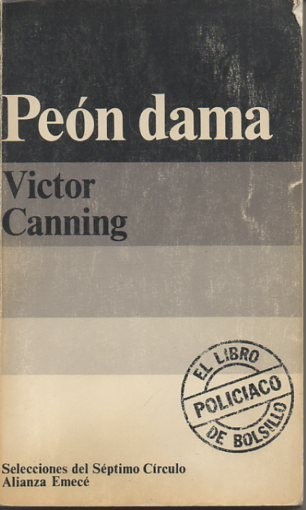 Peón dama
Victor
Canning
EL LIBRO
POLICIACO
DE BOLSILLO
Selecciones del Séptimo Círculo
Alianza Emecé